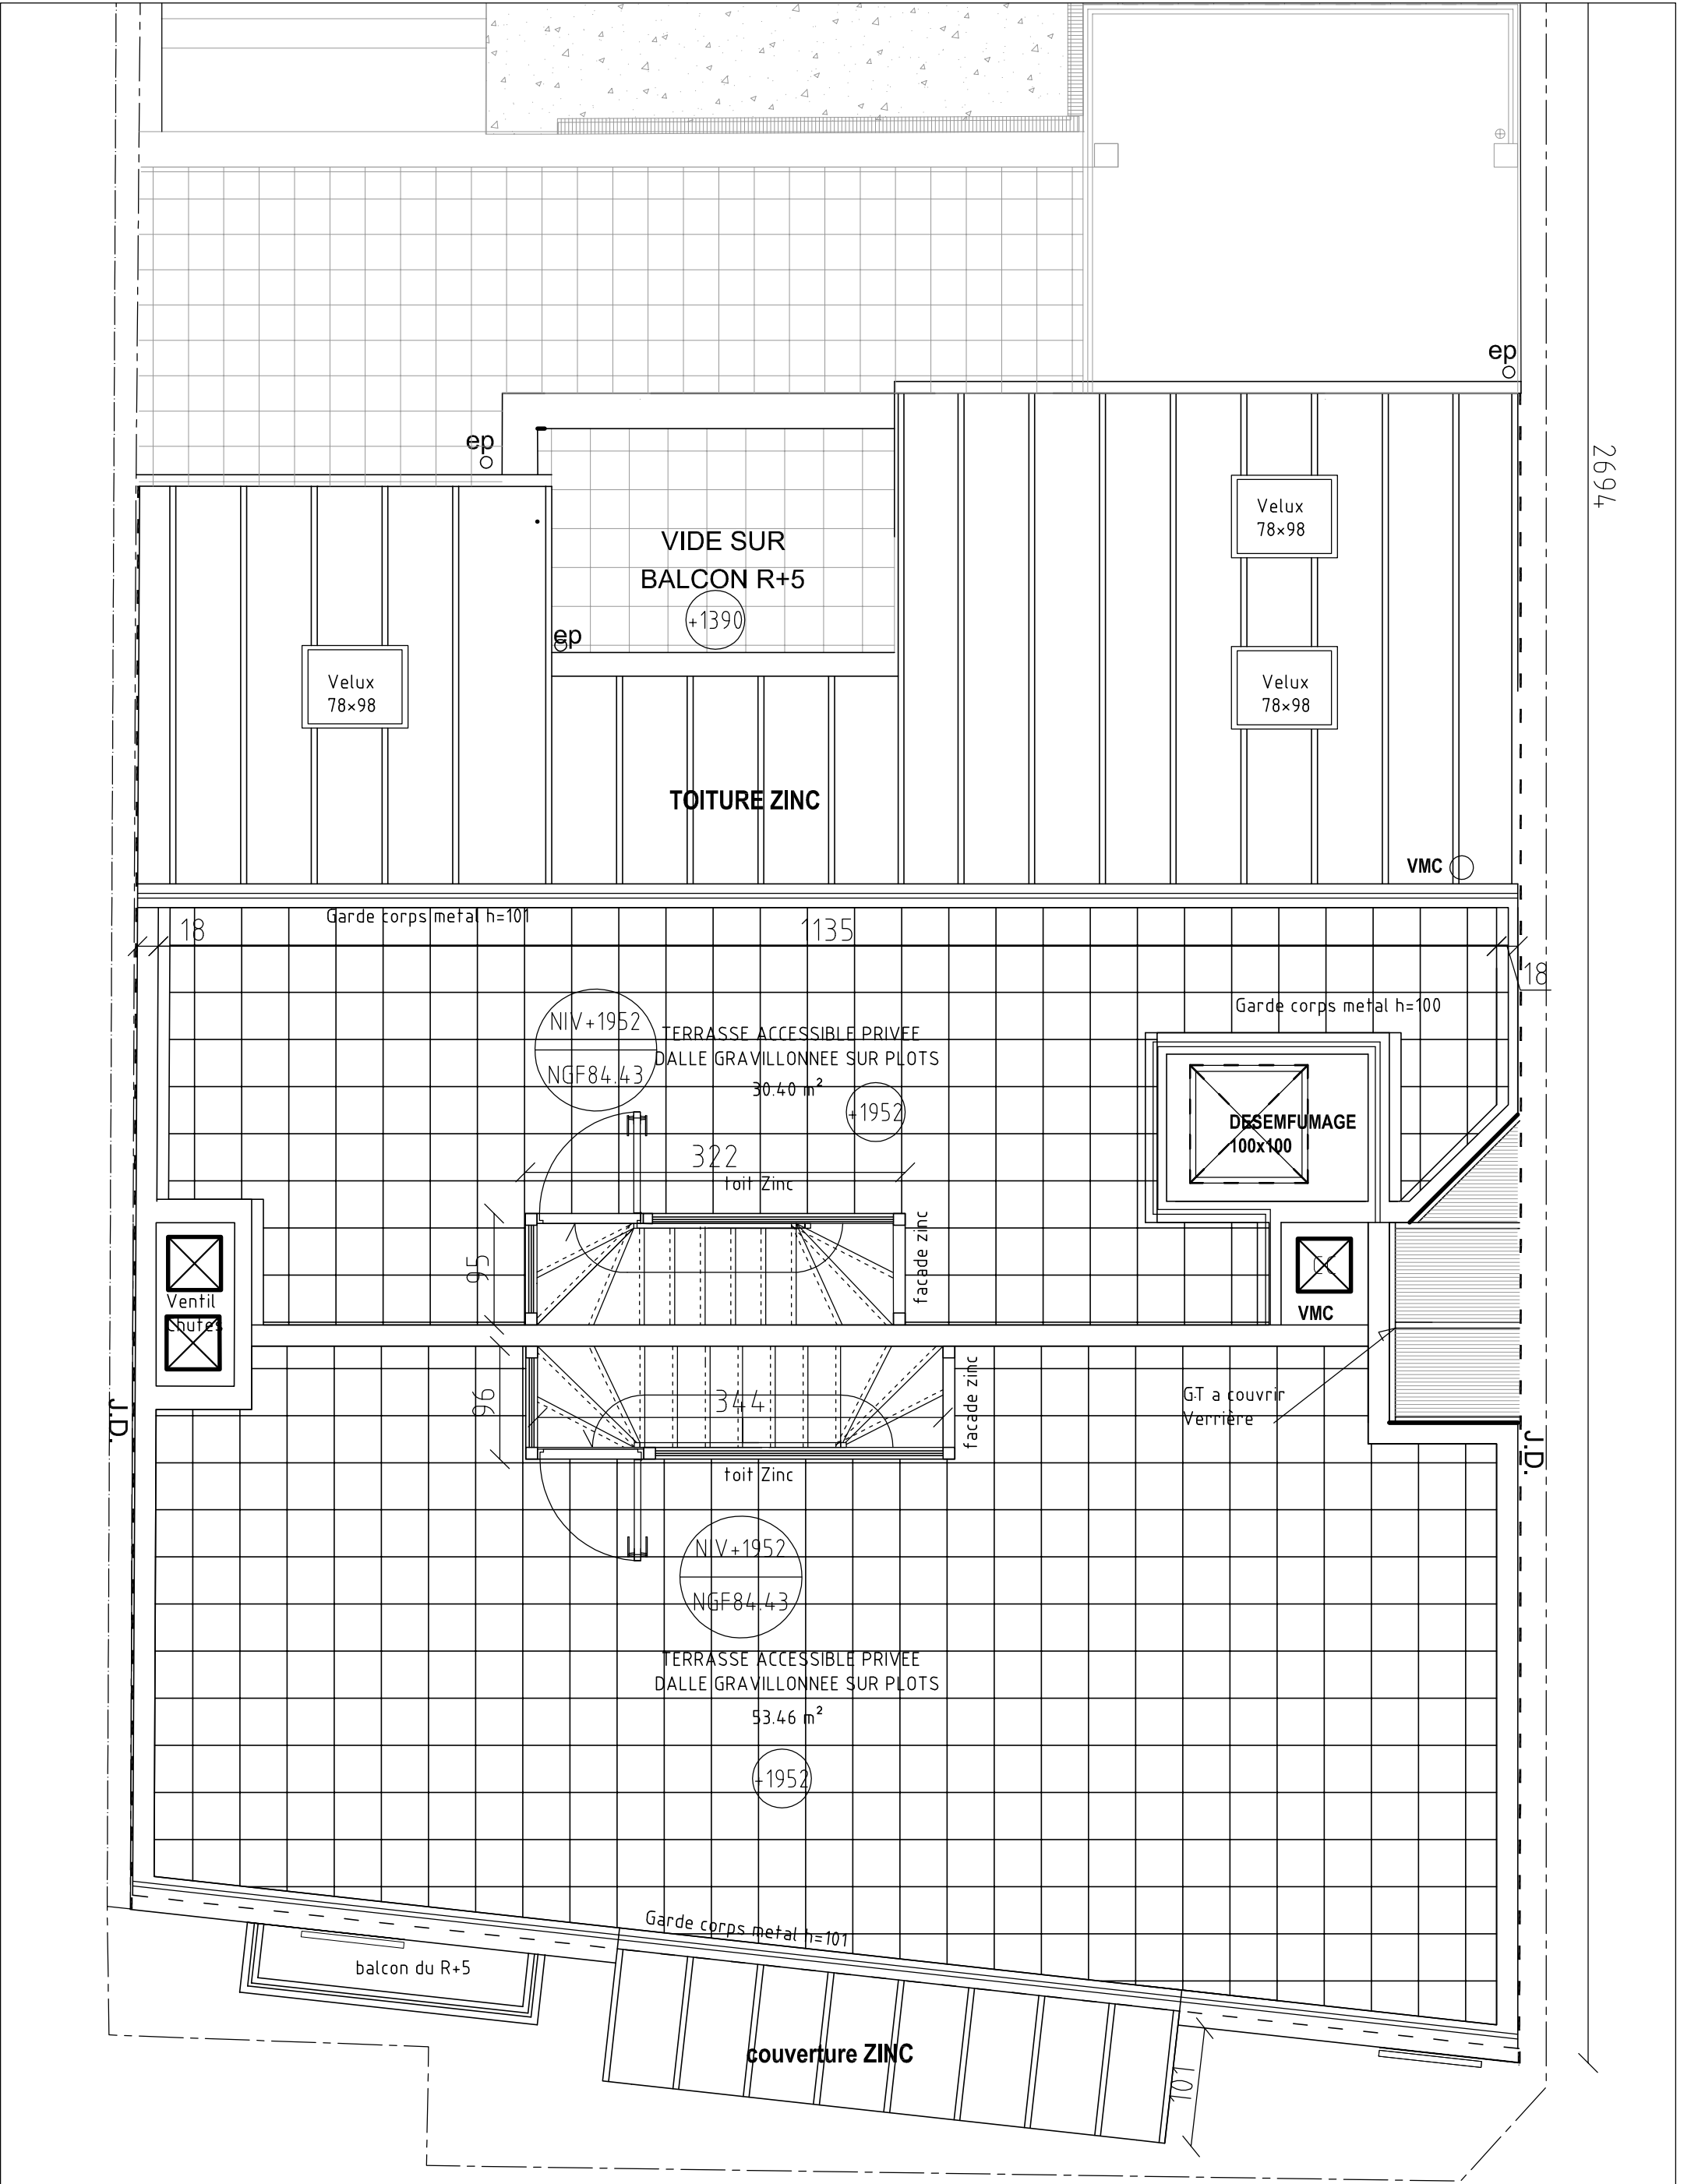 ep
2694
ep
Velux
78×98
VIDE SUR
BALCON R+5
+1390
ep
Velux
78×98
Velux
78×98
TOITURE ZINC
VMC
Garde corps metal h=101
18
1135
18
Garde corps metal h=100
NIV+1952
NGF84.43
TERRASSE ACCESSIBLE PRIVEE
DALLE GRAVILLONNEE SUR PLOTS
30.40 m²
+1952
DESEMFUMAGE
100x100
322
toit Zinc
facade zinc
95
Ventil
chutes
VMC
96
344
facade zinc
G.T a couvrir
Verrière
J.D.
J.D.
toit Zinc
NIV+1952
NGF84.43
TERRASSE ACCESSIBLE PRIVEE
DALLE GRAVILLONNEE SUR PLOTS
53.46 m²
+1952
Garde corps metal h=101
balcon du R+5
couverture ZINC
101